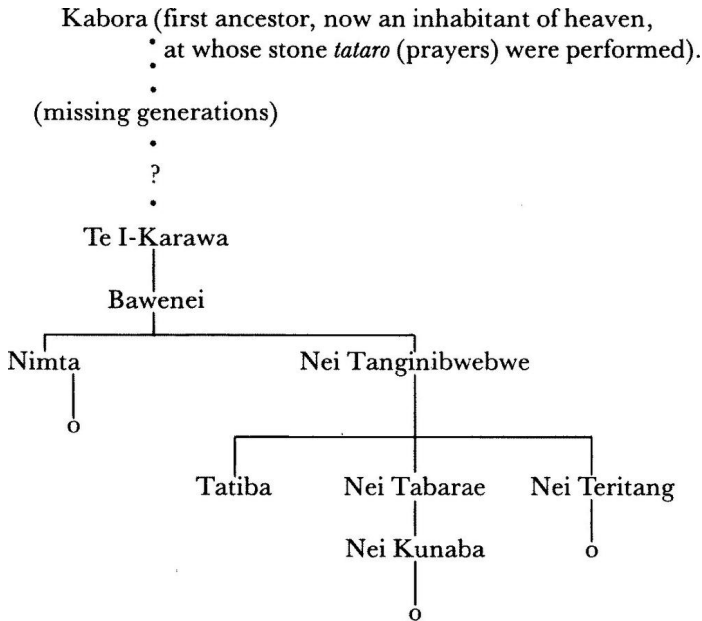 Kabora (first ancestor, now an inhabitant of heaven,
at whose stone tataro (prayers) were performed).
(missing generations)
?
Te I-Karawa
Bawenei
Nimta Nei Tanginibwebwe
o
Tatiba Nei Tabarae Nei Teritang
Nei Kunaba o
o